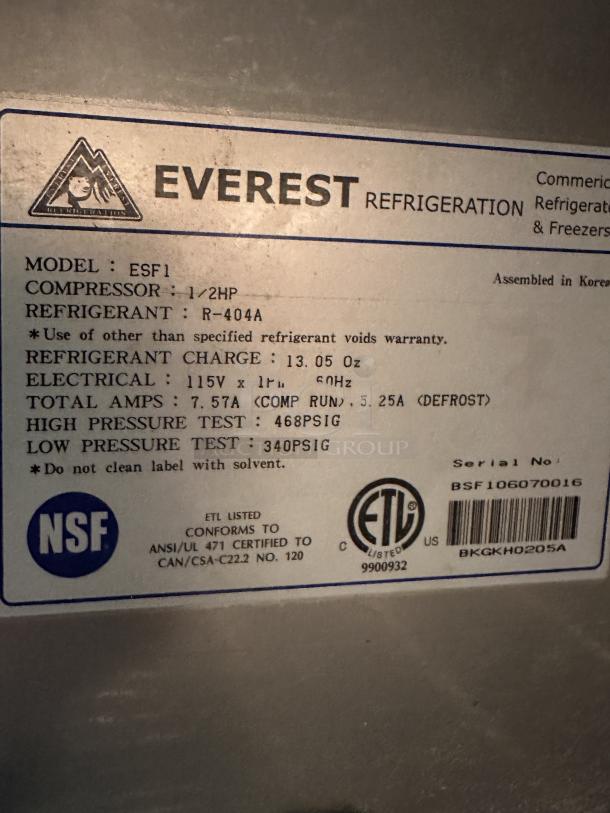 EVEREST REFRIGERATION
Commeric
Refrigerat
& Freezers
MODEL : ESF1
Assembled in Korea
COMPRESSOR : 1/2HP
REFRIGERANT : R-404A
*Use of other than specified refrigerant voids warranty.
REFRIGERANT CHARGE : 13.05 Oz
ELECTRICAL : 115V x 60Hz
TOTAL AMPS : 7.57A (COMP RUN), 5.25A (DEFROST)
HIGH PRESSURE TEST : 468PSIG
LOW PRESSURE TEST : 340PSIG
*Do not clean label with solvent.
Serial No:
BSF106070016
BKGKH0205A
NSF
ETL LISTED
CONFORMS TO
ANSI/UL 471 CERTIFIED TO
CAN/CSA-C22.2 NO. 120
ETL
C LISTED US
9900932